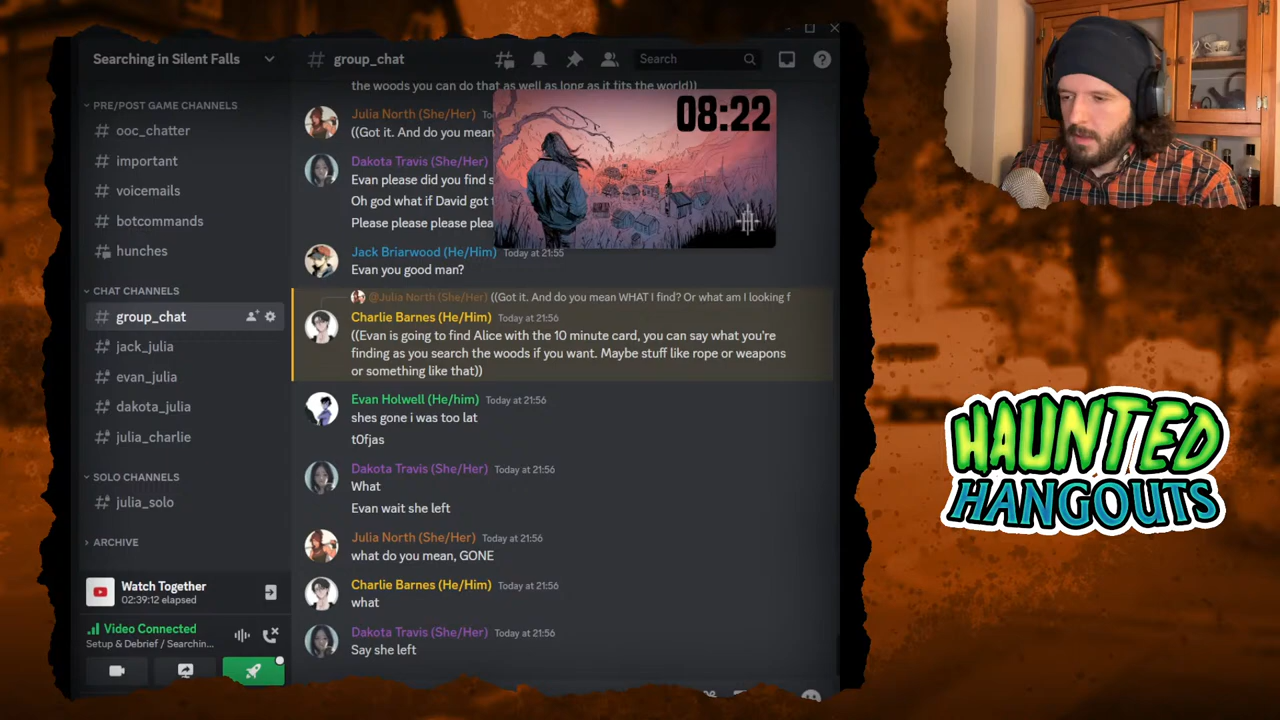 Searching in Silent Falls
PRE/POST GAME CHANNELS
# ooc_chatter
# important
# voicemails
# botcommands
hunches
CHAT CHANNELS
# group_chat
# jack_julia
# evan_julia
# dakota_julia
# julia_charlie
SOLO CHANNELS
# julia_solo
ARCHIVE
Watch Together
02:39:12 elapsed
Video Connected
Setup & Debrief / Searchin...
# group_chat
Search
the woods you can do that as well as long as it fits the world))
Julia North (She/Her)
((Got it. And do you mean
08:22
Dakota Travis (She/Her)
Evan please did you find
Oh god what if David got
Please please please
Jack Briarwood (He/Him) Today at 21:55
Evan you good man?
@Julia North (She/Her) ((Got it. And do you mean WHAT I find? Or what am I looking f
Charlie Barnes (He/Him) Today at 21:56
((Evan is going to find Alice with the 10 minute card, you can say what you're
finding as you search the woods if you want. Maybe stuff like rope or weapons
or something like that))
Evan Holwell (He/him) Today at 21:56
shes gone i was too lat
t0fjas
Dakota Travis (She/Her) Today at 21:56
What
Evan wait she left
Julia North (She/Her) Today at 21:56
what do you mean, GONE
Charlie Barnes (He/Him) Today at 21:56
what
Dakota Travis (She/Her) Today at 21:56
Say she left
HAUNTED
HANGOUTS